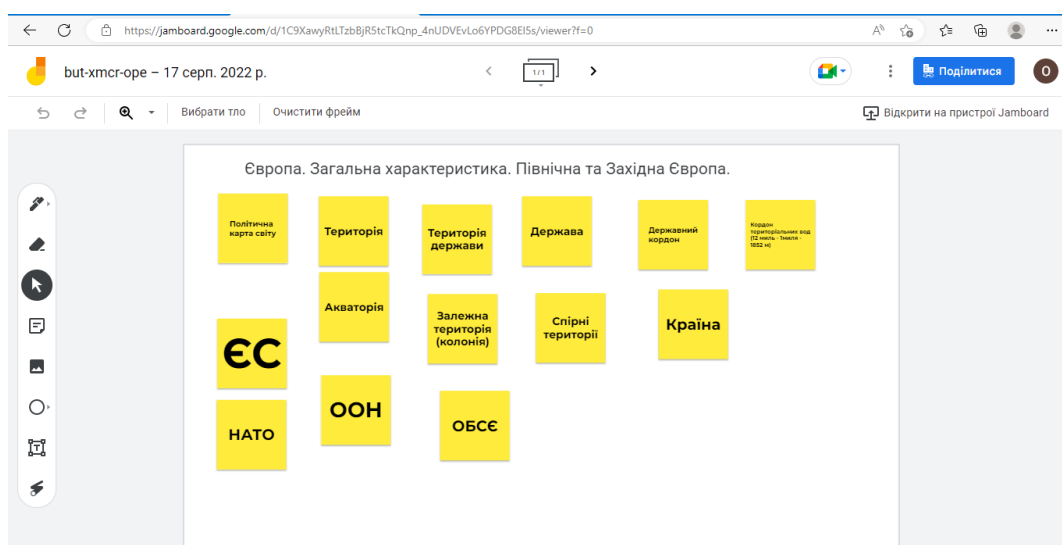 https://jamboard.google.com/d/1C9XawyRtLTzbBjR5tcTkQnp_4nUDVEvLo6YPDG8EI5s/viewer?f=0
but-xmcr-ope – 17 серп. 2022 р.
1/1
Поділитися
О
Вибрати тло
Очистити фрейм
Відкрити на пристрої Jamboard
Європа. Загальна характеристика. Північна та Західна Європа.
Політична
карта світу
Територія
Територія
держави
Держава
Державний
кордон
Кордон
територіальних вод
(12 миль - 1миля -
1852 м)
Акваторія
Залежна
територія
(колонія)
Спірні
території
Країна
ЄС
ООН
ОБСЄ
НАТО